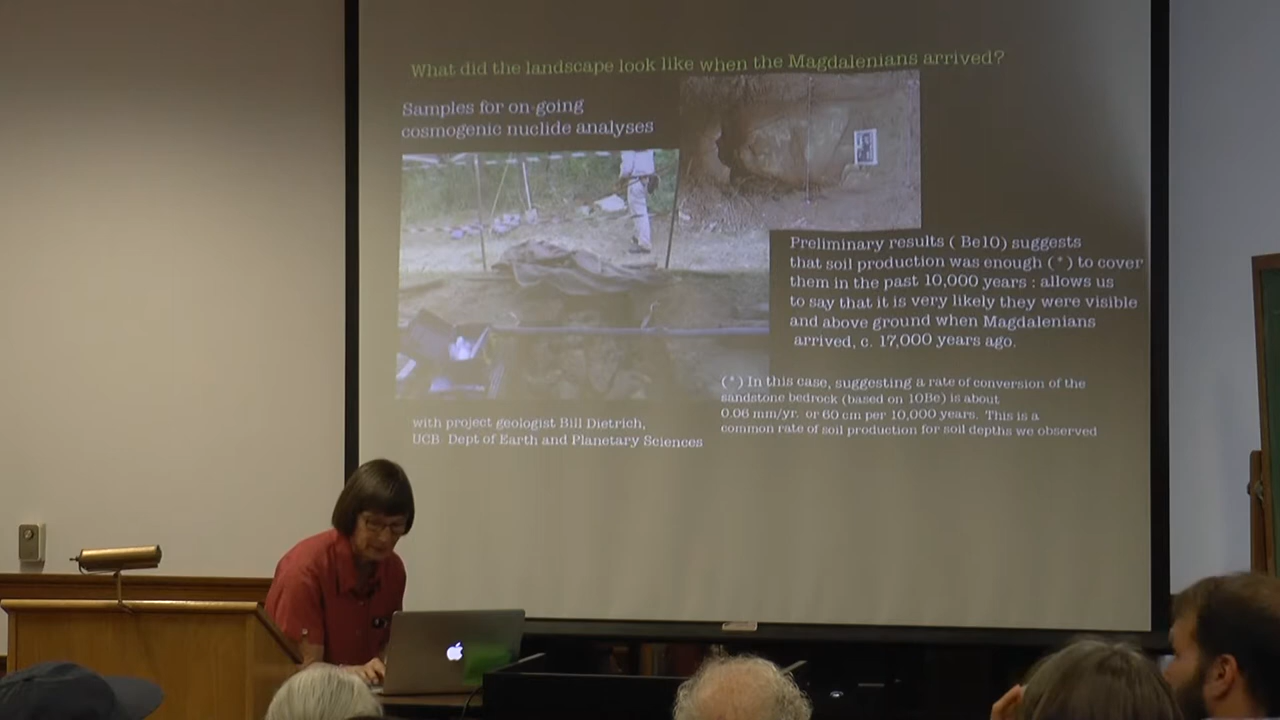 What did the landscape look like when the Magdalenians arrived?
Samples for on-going
cosmogenic nuclide analyses
Preliminary results ( Be10) suggests
that soil production was enough (*) to cover
them in the past 10,000 years : allows us
to say that it is very likely they were visible
and above ground when Magdalenians
arrived, c. 17,000 years ago.
(*) In this case, suggesting a rate of conversion of the
sandstone bedrock (based on 10Be) is about
0.06 mm/yr. or 60 cm per 10,000 years. This is a
common rate of soil production for soil depths we observed
with project geologist Bill Dietrich,
UCB Dept of Earth and Planetary Sciences